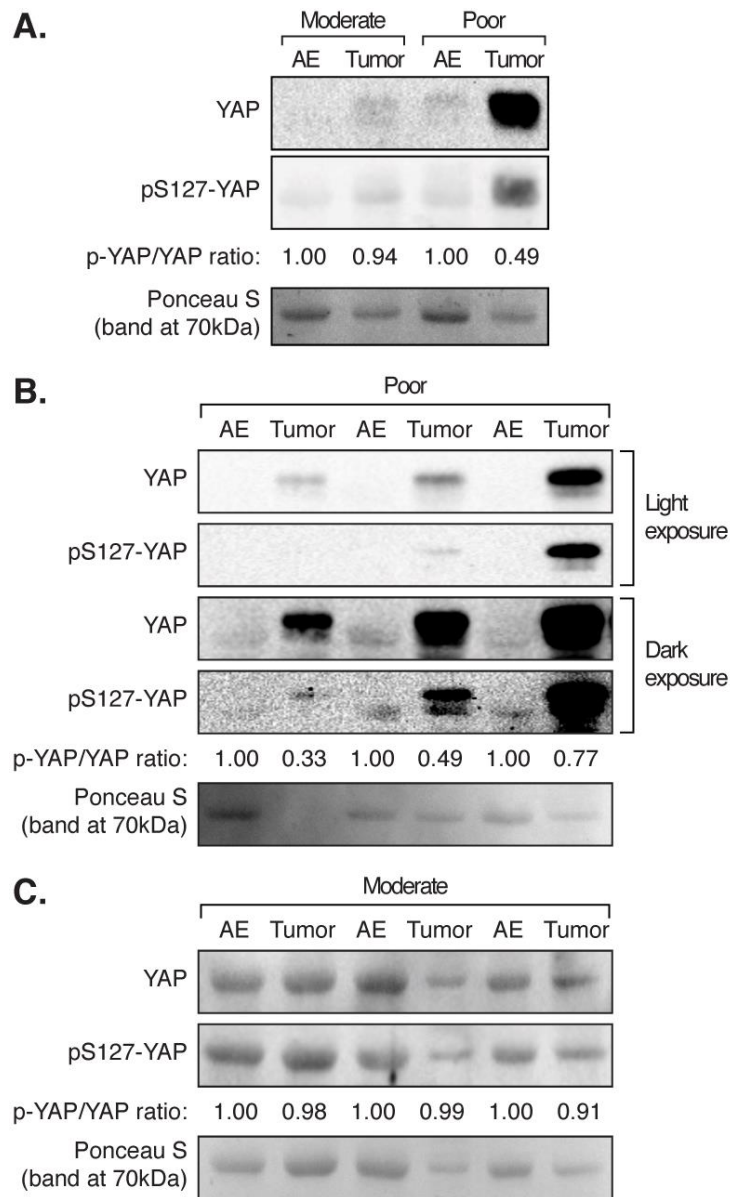 A.
Moderate Poor
AE Tumor AE Tumor
YAP
pS127-YAP
p-YAP/YAP ratio: 1.00 0.94 1.00 0.49
Ponceau S
(band at 70kDa)
B.
Poor
AE Tumor AE Tumor AE Tumor
YAP
pS127-YAP
Light
exposure
YAP
pS127-YAP
Dark
exposure
p-YAP/YAP ratio: 1.00 0.33 1.00 0.49 1.00 0.77
Ponceau S
(band at 70kDa)
C.
Moderate
AE Tumor AE Tumor AE Tumor
YAP
pS127-YAP
p-YAP/YAP ratio: 1.00 0.98 1.00 0.99 1.00 0.91
Ponceau S
(band at 70kDa)